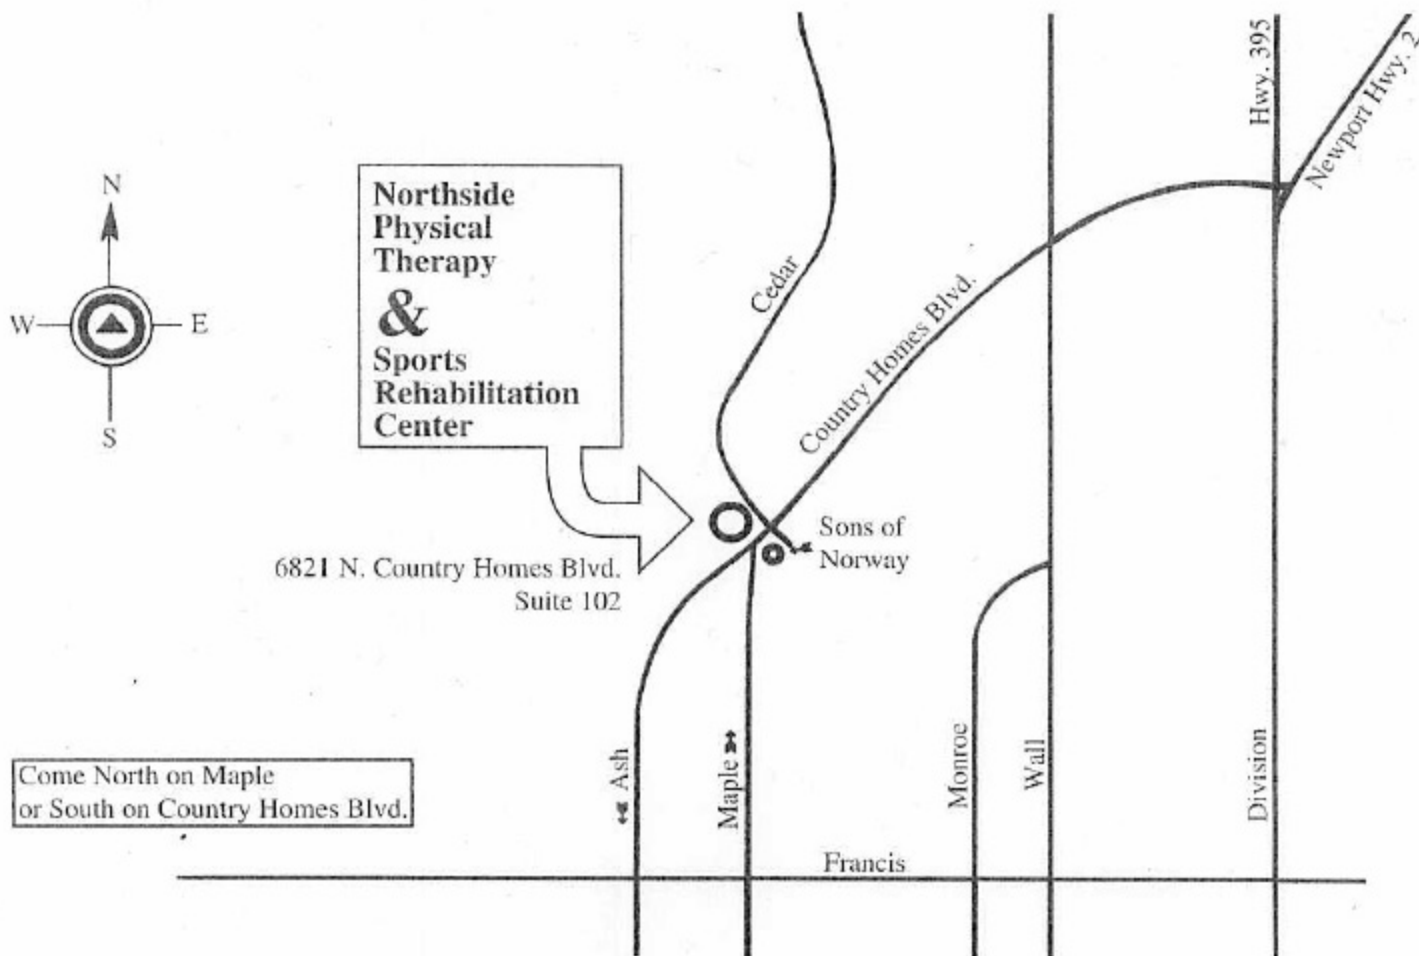 Hwy. 395
Newport Hwy. 2
N
W
E
S
Northside
Physical
Therapy
&
Sports
Rehabilitation
Center
Cedar
Country Homes Blvd.
Sons of
Norway
6821 N. Country Homes Blvd.
Suite 102
Come North on Maple
or South on Country Homes Blvd.
Ash
Maple
Monroe
Wall
Division
Francis